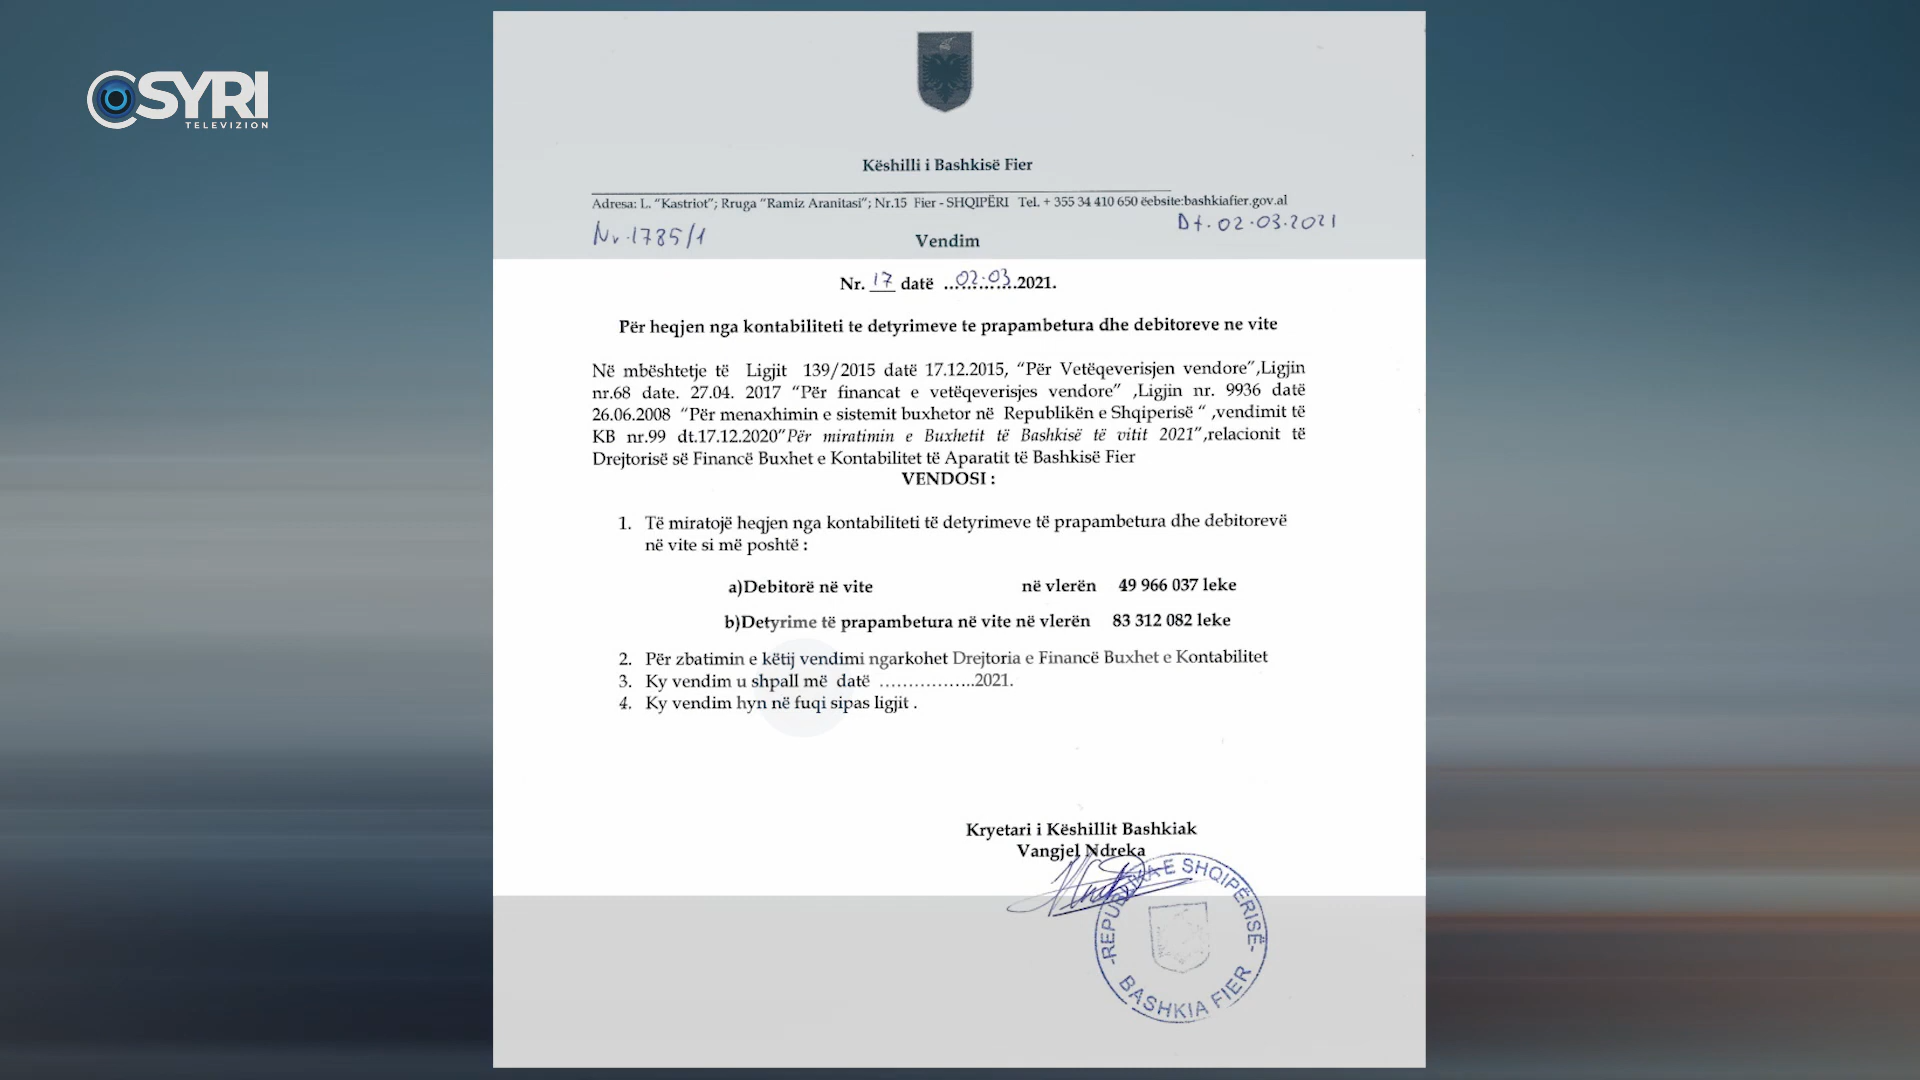 SYRI
TELEVIZION
Këshilli i Bashkisë Fier
Adresa: L. “Kastriot”; Rruga “Ramiz Aranitasi”; Nr.15 Fier - SHQIPËRI Tel. + 355 34 410 650 ëebsite:bashkiafier.gov.al
Nr.1785/1
Dt. 02.03.2021
Vendim
Nr. 17 datë ..02.03..2021.
Për heqjen nga kontabiliteti te detyrimeve te prapambetura dhe debitoreve ne vite
Në mbështetje të Ligjit 139/2015 datë 17.12.2015, “Për Vetëqeverisjen vendore”,Ligjin
nr.68 date. 27.04. 2017 “Për financat e vetëqeverisjes vendore” ,Ligjin nr. 9936 datë
26.06.2008 “Për menaxhimin e sistemit buxhetor në Republikën e Shqiperisë “ ,vendimit të
KB nr.99 dt.17.12.2020”Për miratimin e Buxhetit të Bashkisë të vitit 2021”,relacionit të
Drejtorisë së Financë Buxhet e Kontabilitet të Aparatit të Bashkisë Fier
VENDOSI :
1. Të miratojë heqjen nga kontabiliteti të detyrimeve të prapambetura dhe debitorevë
në vite si më poshtë :
a)Debitorë në vite në vlerën 49 966 037 leke
b)Detyrime të prapambetura në vite në vlerën 83 312 082 leke
2. Për zbatimin e këtij vendimi ngarkohet Drejtoria e Financë Buxhet e Kontabilitet
3. Ky vendim u shpall më datë ……………..2021.
4. Ky vendim hyn në fuqi sipas ligjit .
Kryetari i Këshillit Bashkiak
Vangjel Ndreka
-REPUBLIKA E SHQIPËRISË-
BASHKIA FIER